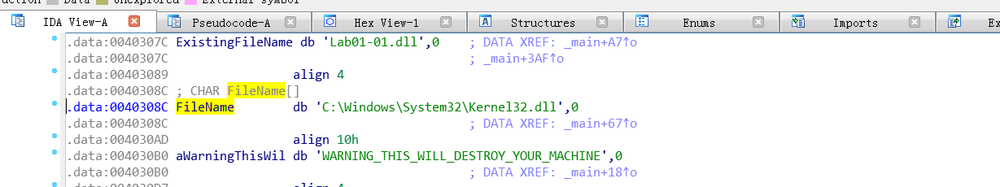 Data
Unexplored
External symbol
IDA View-A Pseudocode-A Hex View-1 Structures Enums Imports Ex
.data:0040307C ExistingFileName db 'Lab01-01.dll',0 ; DATA XREF: _main+A7↑o
.data:0040307C ; _main+3AF↑o
.data:00403089 align 4
.data:0040308C ; CHAR FileName[]
.data:0040308C FileName db 'C:\Windows\System32\Kernel32.dll',0
.data:0040308C ; DATA XREF: _main+67↑o
.data:004030AD align 10h
.data:004030B0 aWarningThisWil db 'WARNING_THIS_WILL_DESTROY_YOUR_MACHINE',0
.data:004030B0 ; DATA XREF: _main+18↑o
.data:004030D7 align 4